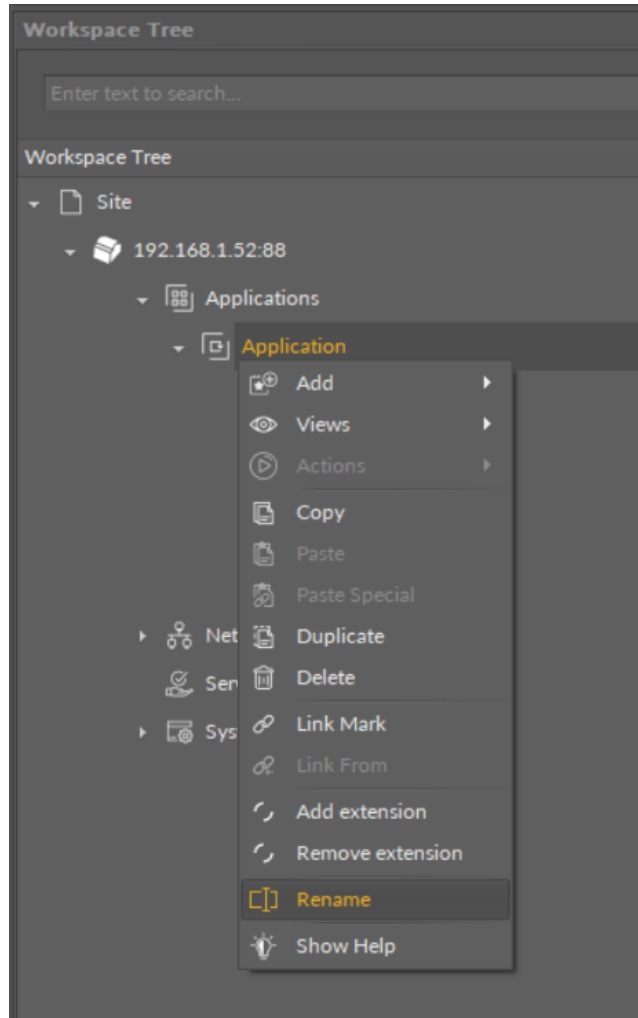 Workspace Tree
Enter text to search...
Workspace Tree
Site
192.168.1.52:88
Applications
Application
Add
Views
Actions
Copy
Paste
Paste Special
Net
Duplicate
Ser
Delete
Sys
Link Mark
Link From
Add extension
Remove extension
Rename
Show Help